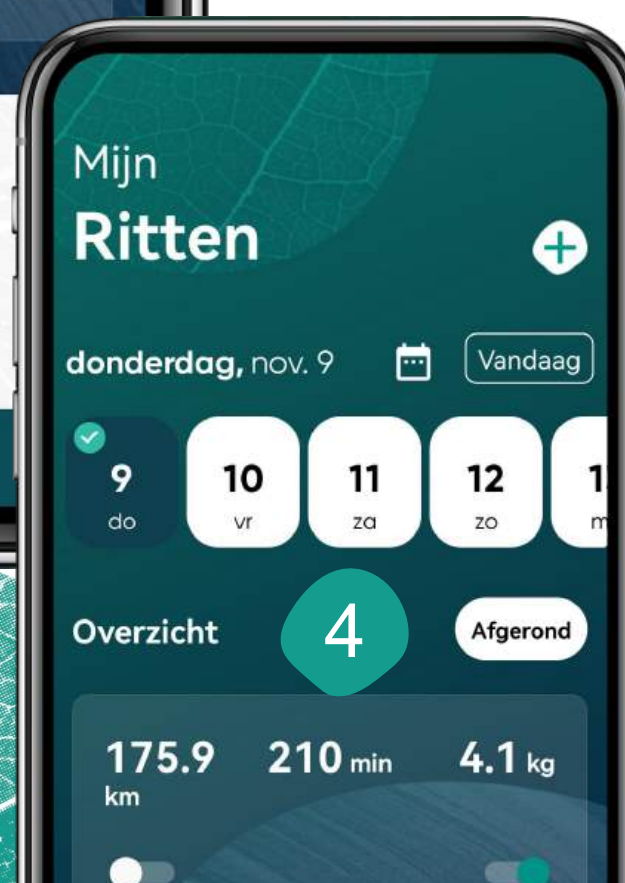 Mijn
Ritten
donderdag, nov. 9
Vandaag
9 10 11 12
do vr za zo
Overzicht 4 Afgerond
175.9 km 210 min 4.1 kg